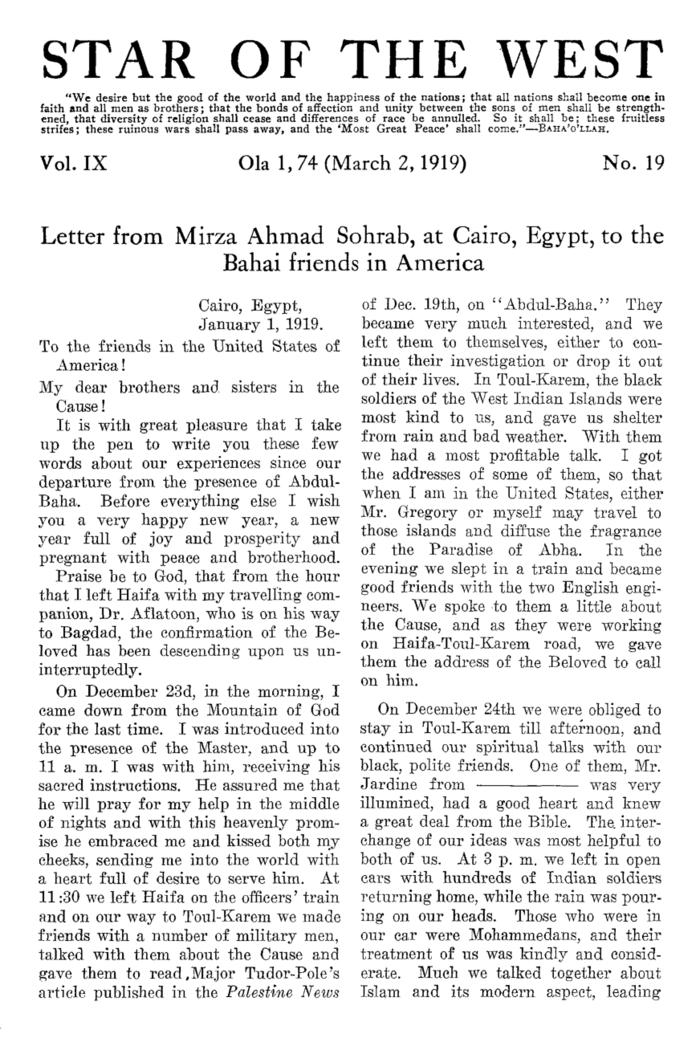 STAR OF THE WEST
"We desire but the good of the world and the happiness of the nations; that all nations shall become one in
faith and all men as brothers; that the bonds of affection and unity between the sons of men shall be strength-
ened, that diversity of religion shall cease and differences of race be annulled. So it shall be; these fruitless
strifes; these ruinous wars shall pass away, and the 'Most Great Peace' shall come."—BAHA'O'LLAH.
Vol. IX Ola 1, 74 (March 2, 1919) No. 19
Letter from Mirza Ahmad Sohrab, at Cairo, Egypt, to the
Bahai friends in America
Cairo, Egypt,
January 1, 1919.
To the friends in the United States of
America!
My dear brothers and sisters in the
Cause!
It is with great pleasure that I take
up the pen to write you these few
words about our experiences since our
departure from the presence of Abdul-
Baha. Before everything else I wish
you a very happy new year, a new
year full of joy and prosperity and
pregnant with peace and brotherhood.
Praise be to God, that from the hour
that I left Haifa with my travelling com-
panion, Dr. Aflatoon, who is on his way
to Bagdad, the confirmation of the Be-
loved has been descending upon us un-
interruptedly.
On December 23d, in the morning, I
came down from the Mountain of God
for the last time. I was introduced into
the presence of the Master, and up to
11 a. m. I was with him, receiving his
sacred instructions. He assured me that
he will pray for my help in the middle
of nights and with this heavenly prom-
ise he embraced me and kissed both my
cheeks, sending me into the world with
a heart full of desire to serve him. At
11:30 we left Haifa on the officers' train
and on our way to Toul-Karem we made
friends with a number of military men,
talked with them about the Cause and
gave them to read Major Tudor-Pole's
article published in the Palestine News
of Dec. 19th, on "Abdul-Baha." They
became very much interested, and we
left them to themselves, either to con-
tinue their investigation or drop it out
of their lives. In Toul-Karem, the black
soldiers of the West Indian Islands were
most kind to us, and gave us shelter
from rain and bad weather. With them
we had a most profitable talk. I got
the addresses of some of them, so that
when I am in the United States, either
Mr. Gregory or myself may travel to
those islands and diffuse the fragrance
of the Paradise of Abha. In the
evening we slept in a train and became
good friends with the two English engi-
neers. We spoke to them a little about
the Cause, and as they were working
on Haifa-Toul-Karem road, we gave
them the address of the Beloved to call
on him.
On December 24th we were obliged to
stay in Toul-Karem till afternoon, and
continued our spiritual talks with our
black, polite friends. One of them, Mr.
Jardine from ———— was very
illumined, had a good heart and knew
a great deal from the Bible. The inter-
change of our ideas was most helpful to
both of us. At 3 p. m. we left in open
cars with hundreds of Indian soldiers
returning home, while the rain was pour-
ing on our heads. Those who were in
our car were Mohammedans, and their
treatment of us was kindly and consid-
erate. Much we talked together about
Islam and its modern aspect, leading